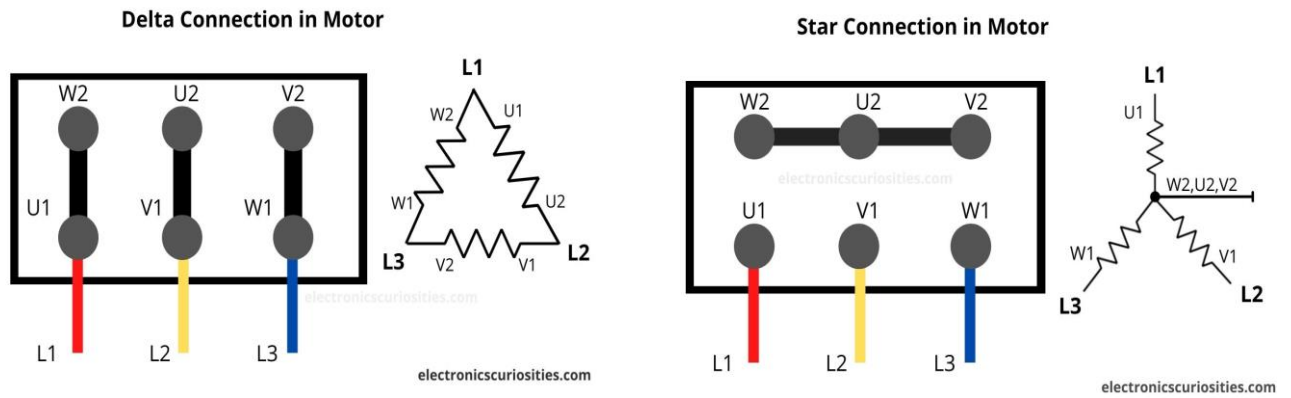 Delta Connection in Motor
W2 U2 V2
U1 V1 W1
L1 L2 L3
L1
W2 U1
W1 U2
L3 V2 V1 L2
electronicscuriosities.com
electronicscuriosities.com
Star Connection in Motor
W2 U2 V2
electronicscuriosities.com
U1 V1 W1
L1 L2 L3
L1
U1
W2,U2,V2
W1 V1
L3 L2
electronicscuriosities.com